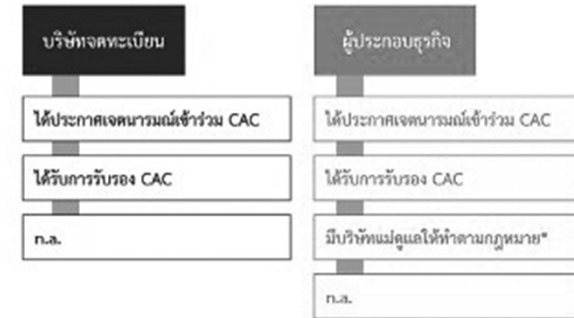 บริษัทจดทะเบียน
ได้ประกาศเจตนารมณ์เข้าร่วม CAC
ได้รับการรับรอง CAC
n.a.
ผู้ประกอบธุรกิจ
ได้ประกาศเจตนารมณ์เข้าร่วม CAC
ได้รับการรับรอง CAC
มีบริษัทแม่ดูแลให้ทำตามกฎหมาย*
n.a.